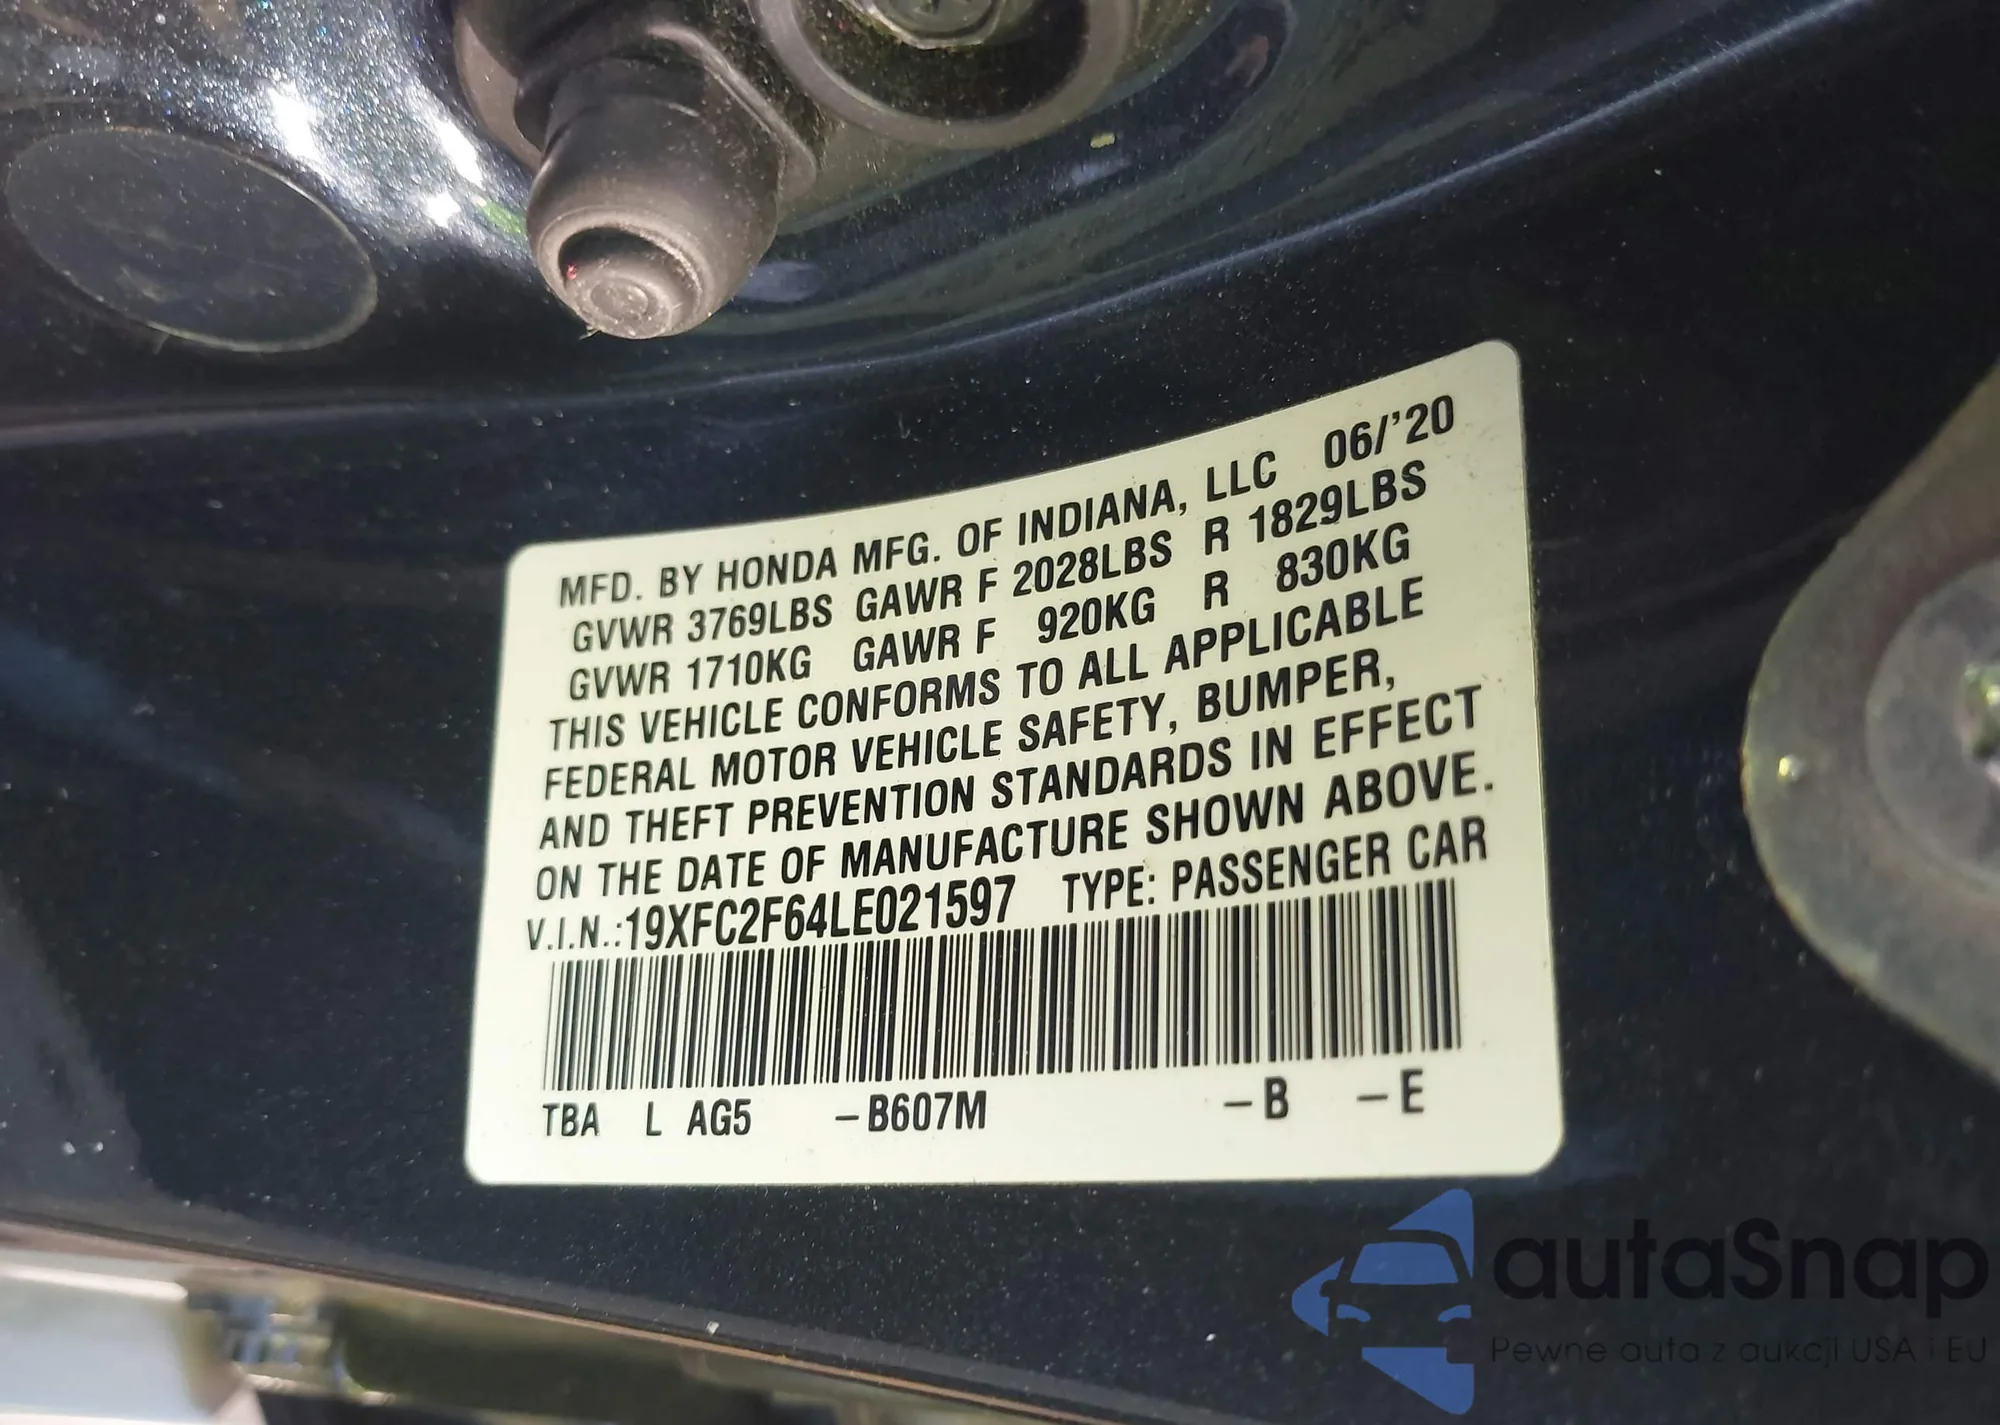 MFD. BY HONDA MFG. OF INDIANA, LLC 06/'20
GVWR 3769LBS GAWR F 2028LBS R 1829LBS
GVWR 1710KG GAWR F 920KG R 830KG
THIS VEHICLE CONFORMS TO ALL APPLICABLE
FEDERAL MOTOR VEHICLE SAFETY, BUMPER,
AND THEFT PREVENTION STANDARDS IN EFFECT
ON THE DATE OF MANUFACTURE SHOWN ABOVE.
V.I.N.:19XFC2F64LE021597 TYPE: PASSENGER CAR
TBA L AG5 –B607M –B –E
autaSnap
Pewne auta z aukcji USA i EU